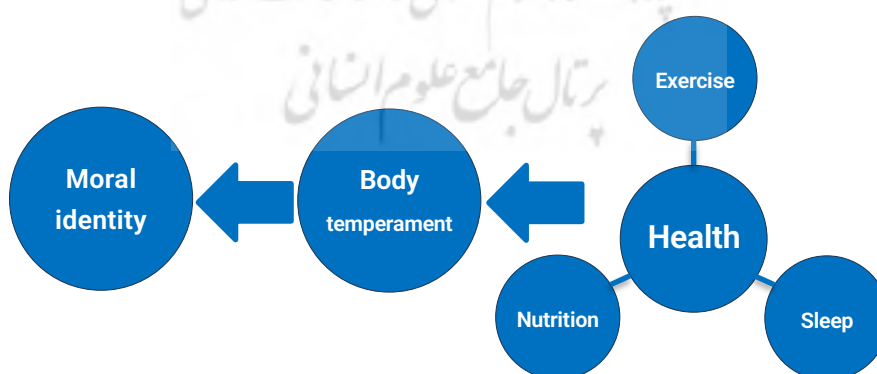 پرتال جامع علوم انسانی
Exercise
Moral
identity
Body
temperament
Health
Nutrition
Sleep